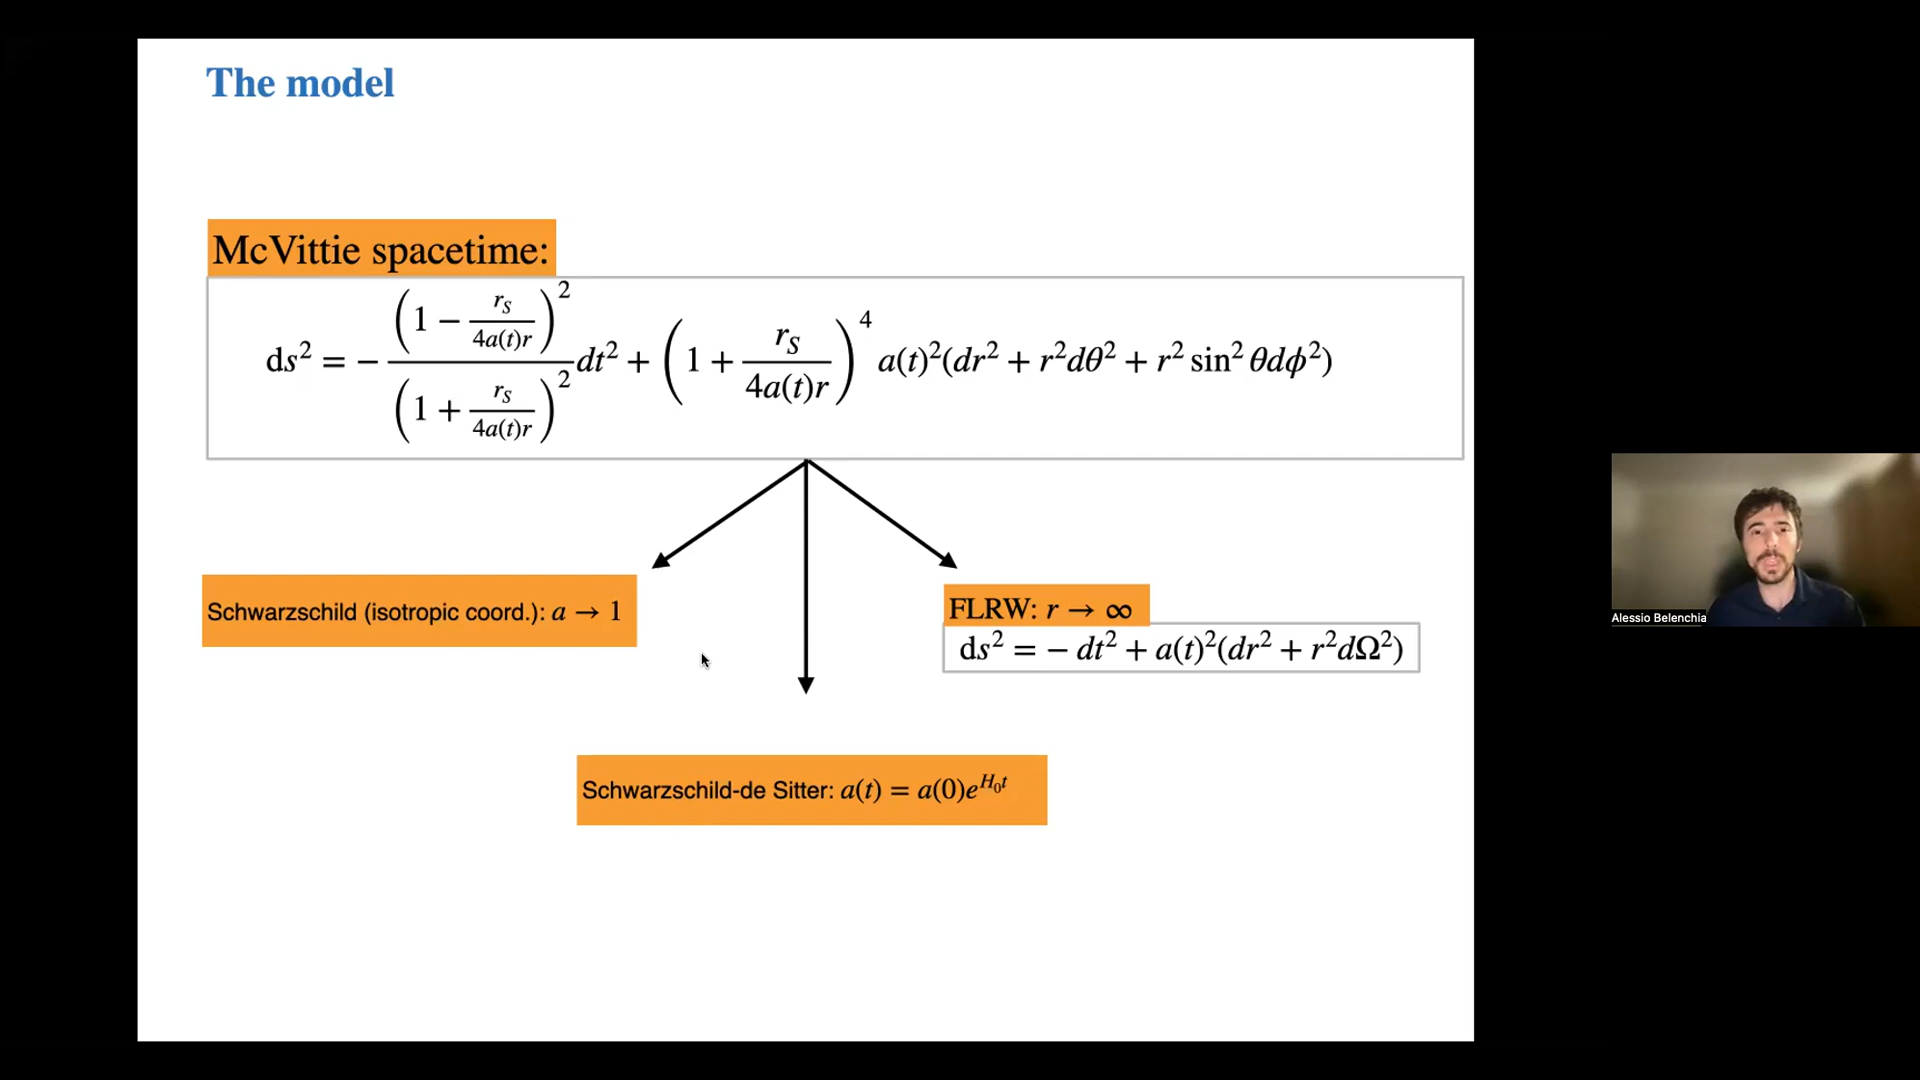 The model
McVittie spacetime:
ds² = − (1 − r_S/4a(t)r)² / (1 + r_S/4a(t)r)² dt² + (1 + r_S/4a(t)r)⁴ a(t)²(dr² + r²dθ² + r² sin² θdϕ²)
Schwarzschild (isotropic coord.): a → 1
FLRW: r → ∞
ds² = − dt² + a(t)²(dr² + r²dΩ²)
Schwarzschild-de Sitter: a(t) = a(0)e^{H₀t}
Alessio Belenchia